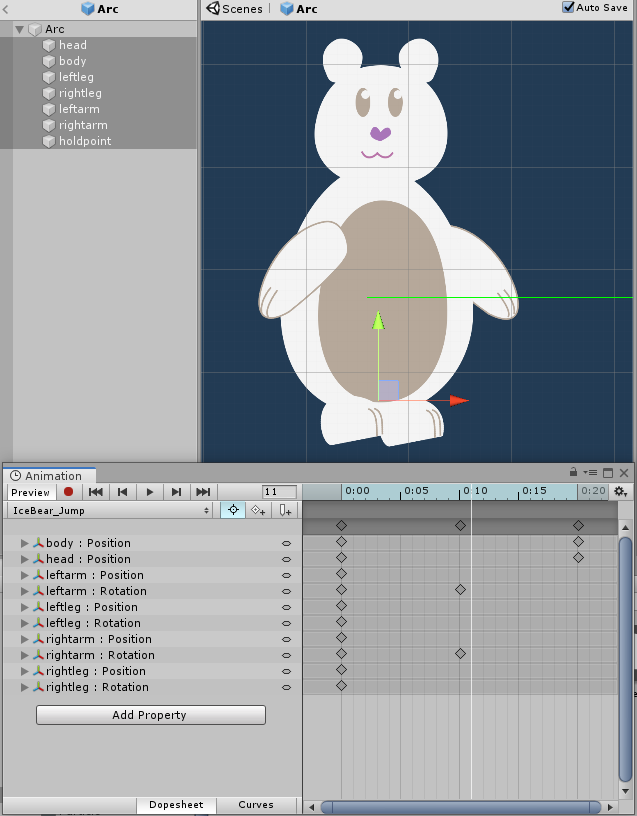 Arc
Scenes Arc Auto Save
Arc
head
body
leftleg
rightleg
leftarm
rightarm
holdpoint
Animation
Preview 11 0:00 0:05 0:10 0:15 0:20
IceBear_Jump
body : Position
head : Position
leftarm : Position
leftarm : Rotation
leftleg : Position
leftleg : Rotation
rightarm : Position
rightarm : Rotation
rightleg : Position
rightleg : Rotation
Add Property
Dopesheet Curves